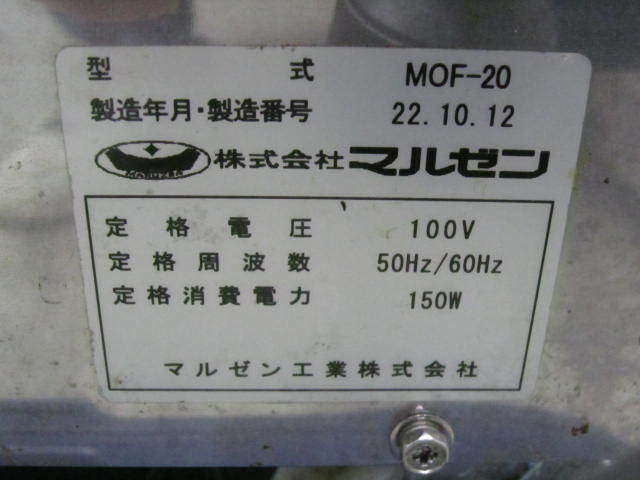 型式 MOF-20
製造年月・製造番号 22.10.12
MARUZEN 株式会社マルゼン
定格電圧 100V
定格周波数 50Hz/60Hz
定格消費電力 150W
マルゼン工業株式会社